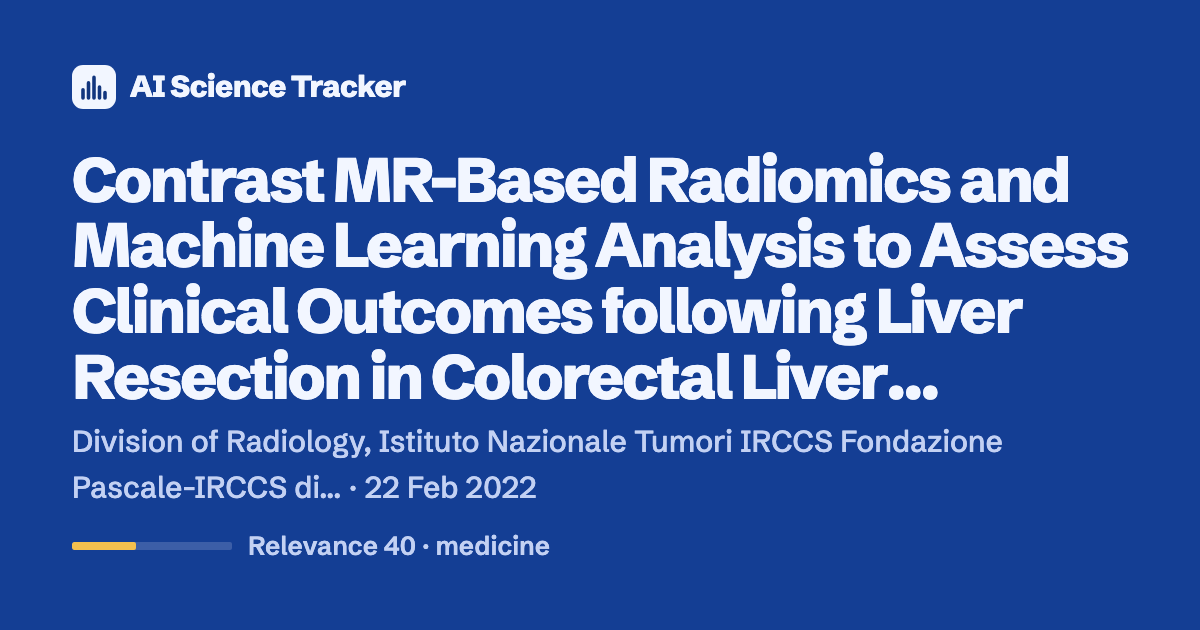 AI Science Tracker
Contrast MR-Based Radiomics and
Machine Learning Analysis to Assess
Clinical Outcomes following Liver
Resection in Colorectal Liver...
Division of Radiology, Istituto Nazionale Tumori IRCCS Fondazione
Pascale-IRCCS di... · 22 Feb 2022
Relevance 40 · medicine